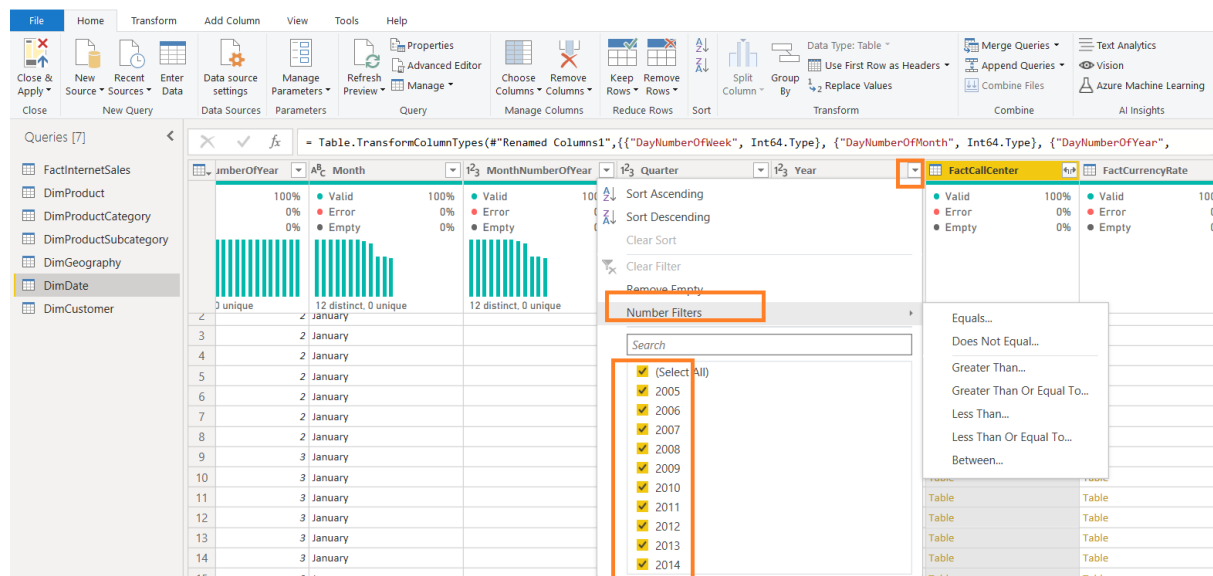 File Home Transform Add Column View Tools Help
Close & Apply
New Source
Recent Sources
Enter Data
Data source settings
Manage Parameters
Refresh Preview
Properties
Advanced Editor
Manage
Choose Columns
Remove Columns
Keep Rows
Remove Rows
Split Column
Group By
Data Type: Table
Use First Row as Headers
Replace Values
Merge Queries
Append Queries
Combine Files
Text Analytics
Vision
Azure Machine Learning
Close New Query Data Sources Parameters Query Manage Columns Reduce Rows Sort Transform Combine AI Insights
Queries [7]
fx = Table.TransformColumnTypes(#"Renamed Columns1",{{"DayNumberOfWeek", Int64.Type}, {"DayNumberOfMonth", Int64.Type}, {"DayNumberOfYear",
FactInternetSales
DimProduct
DimProductCategory
DimProductSubcategory
DimGeography
DimDate
DimCustomer
umberOfYear ABC Month 123 MonthNumberOfYear 123 Quarter 123 Year FactCallCenter FactCurrencyRate
100% Valid 100% Valid 100 Valid 100% Valid 100
0% Error 0% Error Error 0% Error
0% Empty 0% Empty Empty 0% Empty
0 unique 12 distinct, 0 unique 12 distinct, 0 unique
2 2 January
3 2 January
4 2 January
5 2 January
6 2 January
7 2 January
8 2 January
9 3 January
10 3 January
11 3 January
12 3 January
13 3 January
14 3 January
Sort Ascending
Sort Descending
Clear Sort
Clear Filter
Remove Empty
Number Filters
Search
(Select All)
2005
2006
2007
2008
2009
2010
2011
2012
2013
2014
Equals...
Does Not Equal...
Greater Than...
Greater Than Or Equal To...
Less Than...
Less Than Or Equal To...
Between...
Table Table
Table Table
Table Table
Table Table
Table Table